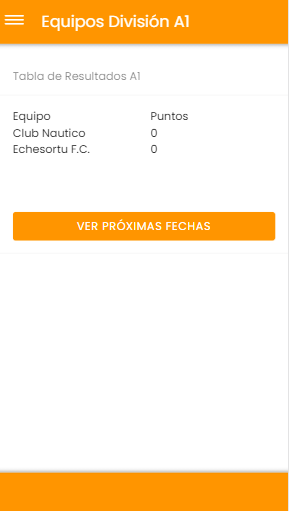 Equipos División A1
Tabla de Resultados A1
Equipo Puntos
Club Nautico 0
Echesortu F.C. 0
VER PRÓXIMAS FECHAS